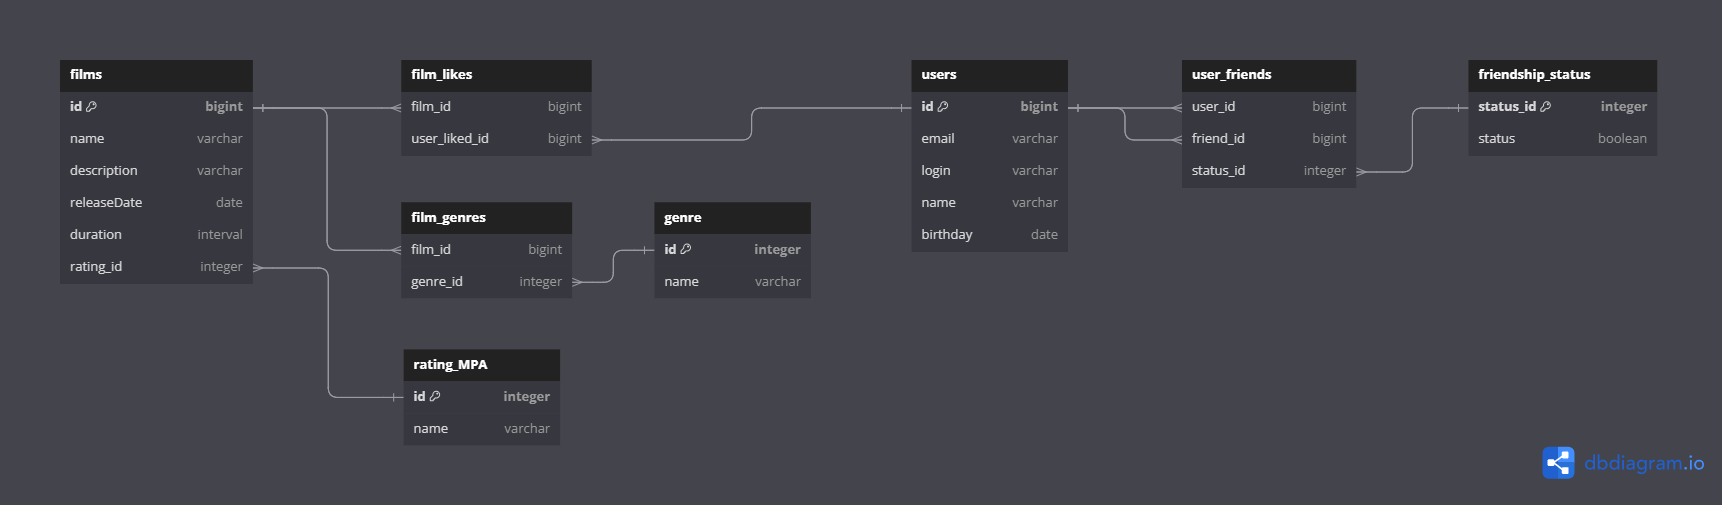 films
id bigint
name varchar
description varchar
releaseDate date
duration interval
rating_id integer
film_likes
film_id bigint
user_liked_id bigint
film_genres
film_id bigint
genre_id integer
genre
id integer
name varchar
rating_MPA
id integer
name varchar
users
id bigint
email varchar
login varchar
name varchar
birthday date
user_friends
user_id bigint
friend_id bigint
status_id integer
friendship_status
status_id integer
status boolean
dbdiagram.io